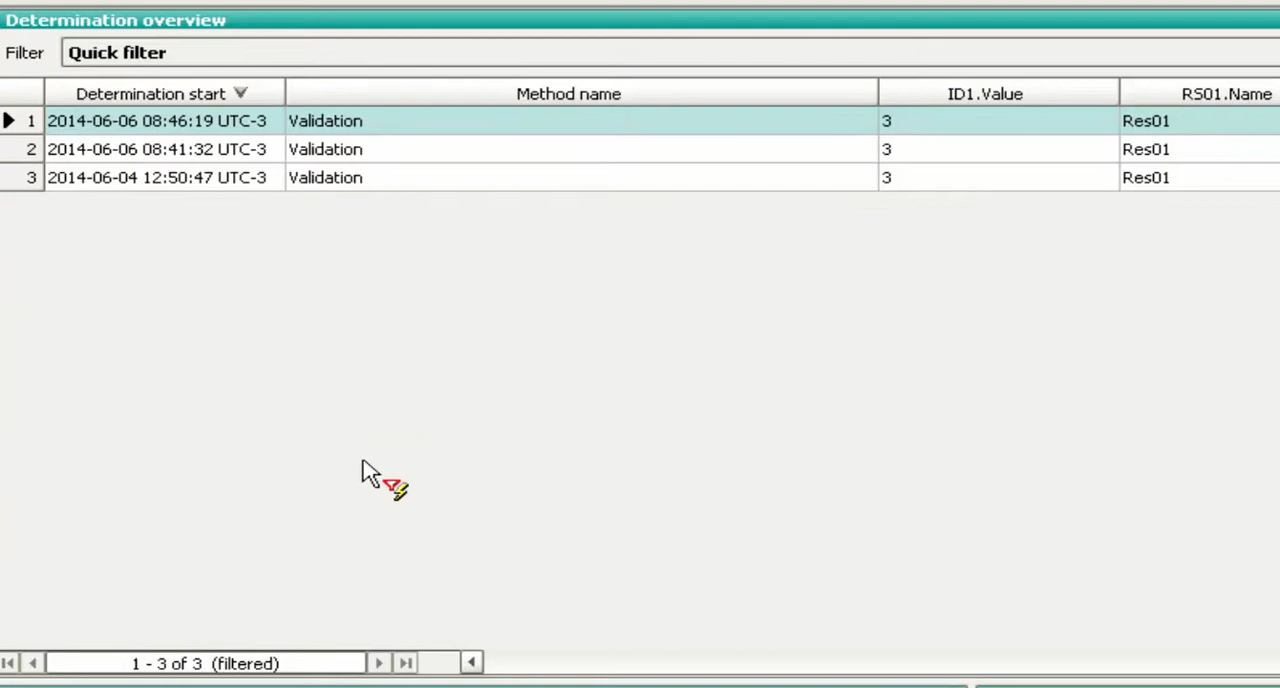 Determination overview
Filter Quick filter
Determination start Method name ID1.Value RS01.Name
1 2014-06-06 08:46:19 UTC-3 Validation 3 Res01
2 2014-06-06 08:41:32 UTC-3 Validation 3 Res01
3 2014-06-04 12:50:47 UTC-3 Validation 3 Res01
1 - 3 of 3 (filtered)